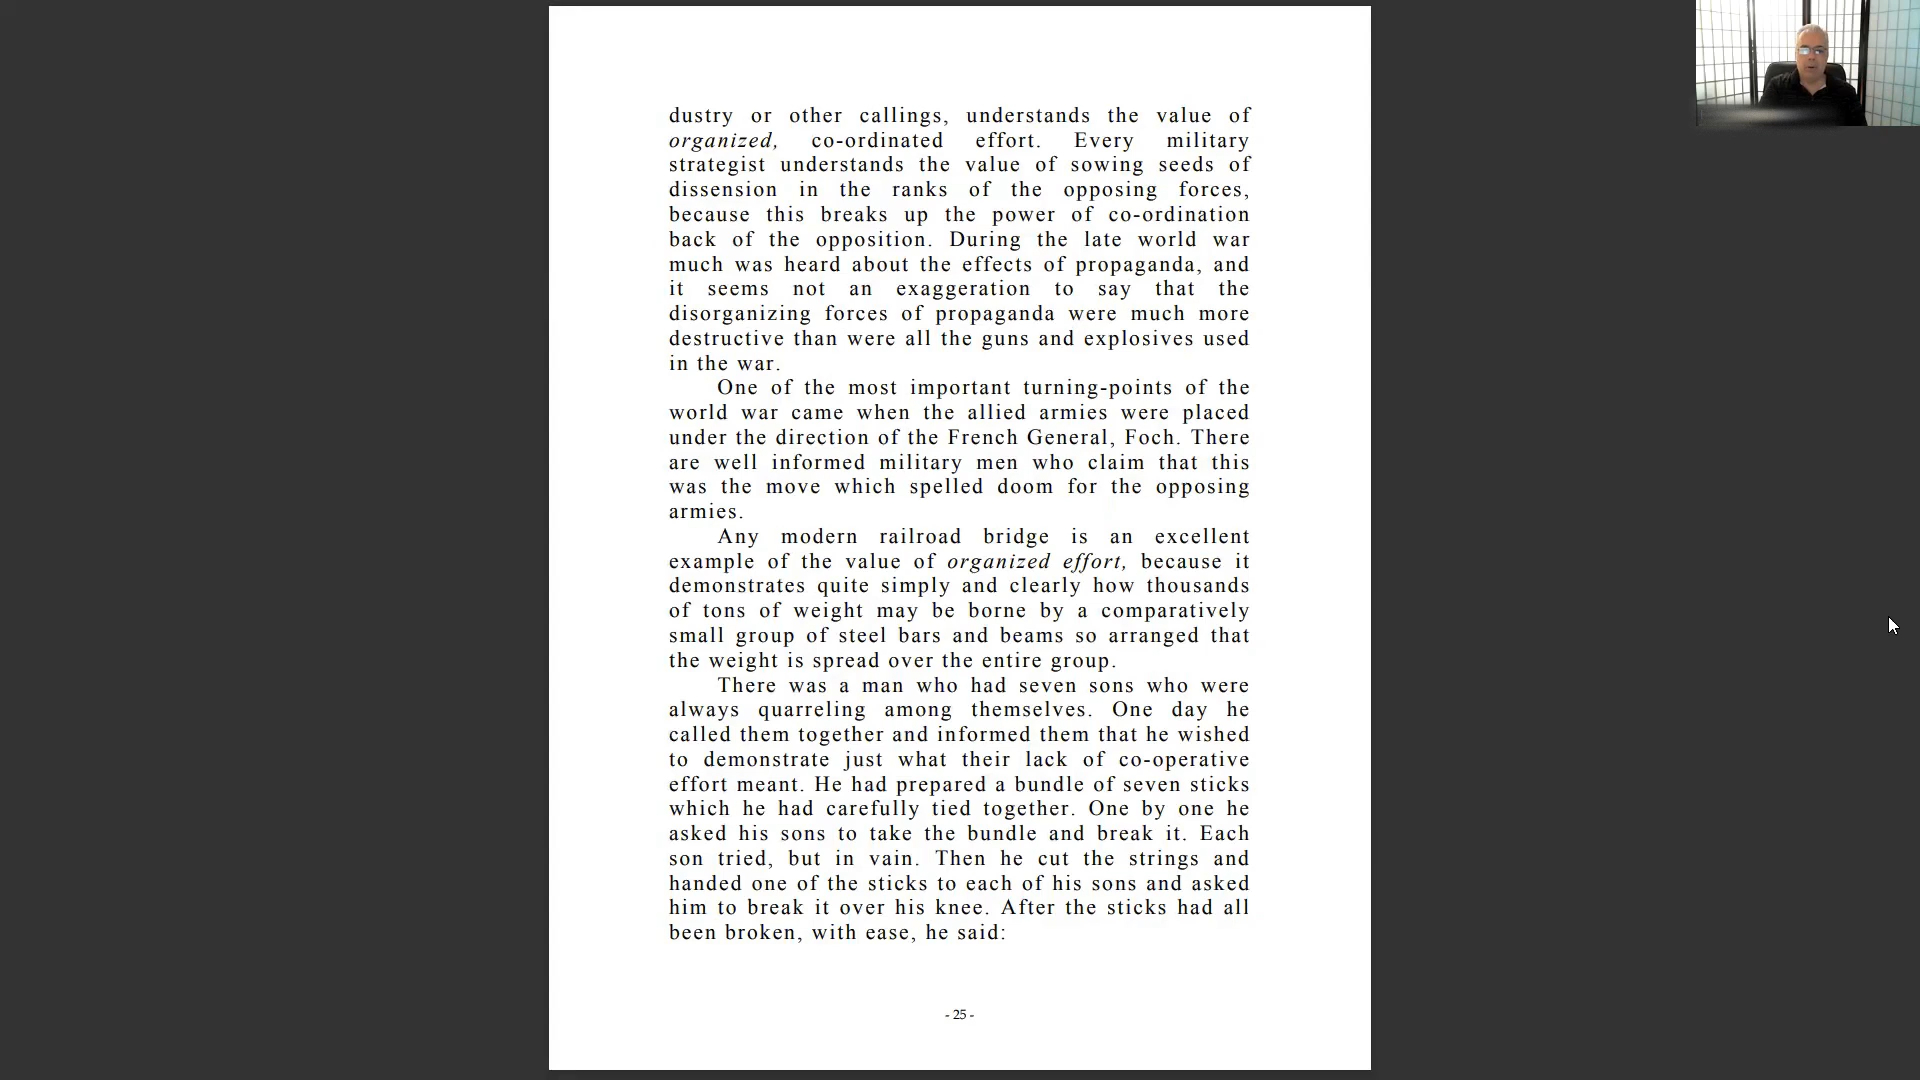 dustry or other callings, understands the value of
organized, co-ordinated effort. Every military
strategist understands the value of sowing seeds of
dissension in the ranks of the opposing forces,
because this breaks up the power of co-ordination
back of the opposition. During the late world war
much was heard about the effects of propaganda, and
it seems not an exaggeration to say that the
disorganizing forces of propaganda were much more
destructive than were all the guns and explosives used
in the war.
One of the most important turning-points of the
world war came when the allied armies were placed
under the direction of the French General, Foch. There
are well informed military men who claim that this
was the move which spelled doom for the opposing
armies.
Any modern railroad bridge is an excellent
example of the value of organized effort, because it
demonstrates quite simply and clearly how thousands
of tons of weight may be borne by a comparatively
small group of steel bars and beams so arranged that
the weight is spread over the entire group.
There was a man who had seven sons who were
always quarreling among themselves. One day he
called them together and informed them that he wished
to demonstrate just what their lack of co-operative
effort meant. He had prepared a bundle of seven sticks
which he had carefully tied together. One by one he
asked his sons to take the bundle and break it. Each
son tried, but in vain. Then he cut the strings and
handed one of the sticks to each of his sons and asked
him to break it over his knee. After the sticks had all
been broken, with ease, he said:
- 25 -